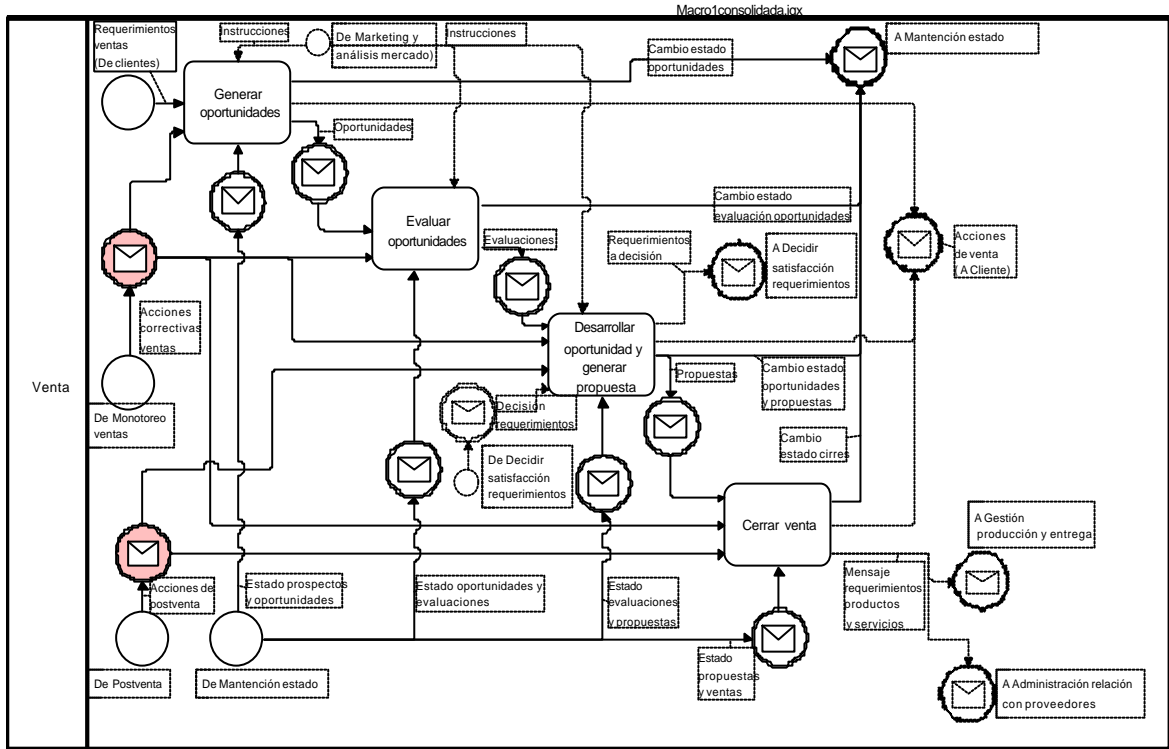 Macro1consolidada.igx
Requerimientos
ventas
(De clientes)
Instrucciones
De Marketing y
análisis mercado)
Instrucciones
Cambio estado
oportunidades
A Mantención estado
Generar
oportunidades
Oportunidades
Evaluar
oportunidades
Cambio estado
evaluación oportunidades
Evaluaciones
Requerimientos
a decisión
A Decidir
satisfacción
requerimientos
Acciones
de venta
( A Cliente)
Acciones
correctivas
ventas
Desarrollar
oportunidad y
generar
propuesta
Venta
Propuestas
Cambio estado
oportunidades
y propuestas
De Monotoreo
ventas
Decisión
requerimientos
Cambio
estado cirres
De Decidir
satisfacción
requerimientos
Cerrar venta
A Gestión
producción y entrega
Acciones de
postventa
Estado prospectos
y oportunidades
Estado oportunidades y
evaluaciones
Estado
evaluaciones
y propuestas
Mensaje
requerimientos
productos
y servicios
Estado
propuestas
y ventas
De Postventa
De Mantención estado
A Administración relación
con proveedores